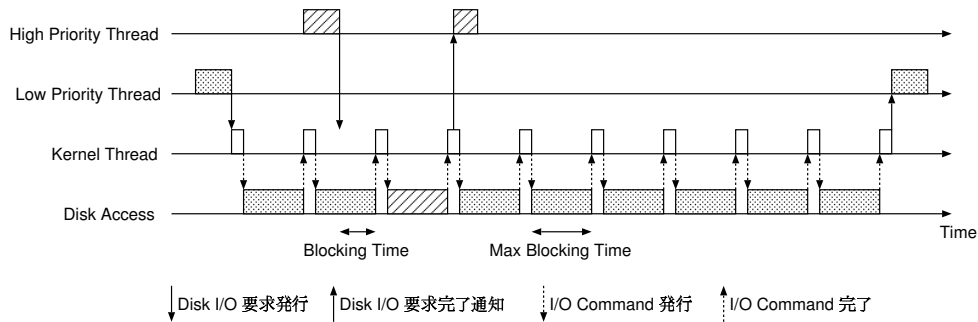 High Priority Thread
Low Priority Thread
Kernel Thread
Disk Access
Time
Blocking Time
Max Blocking Time
Disk I/O 要求発行
Disk I/O 要求完了通知
I/O Command 発行
I/O Command 完了